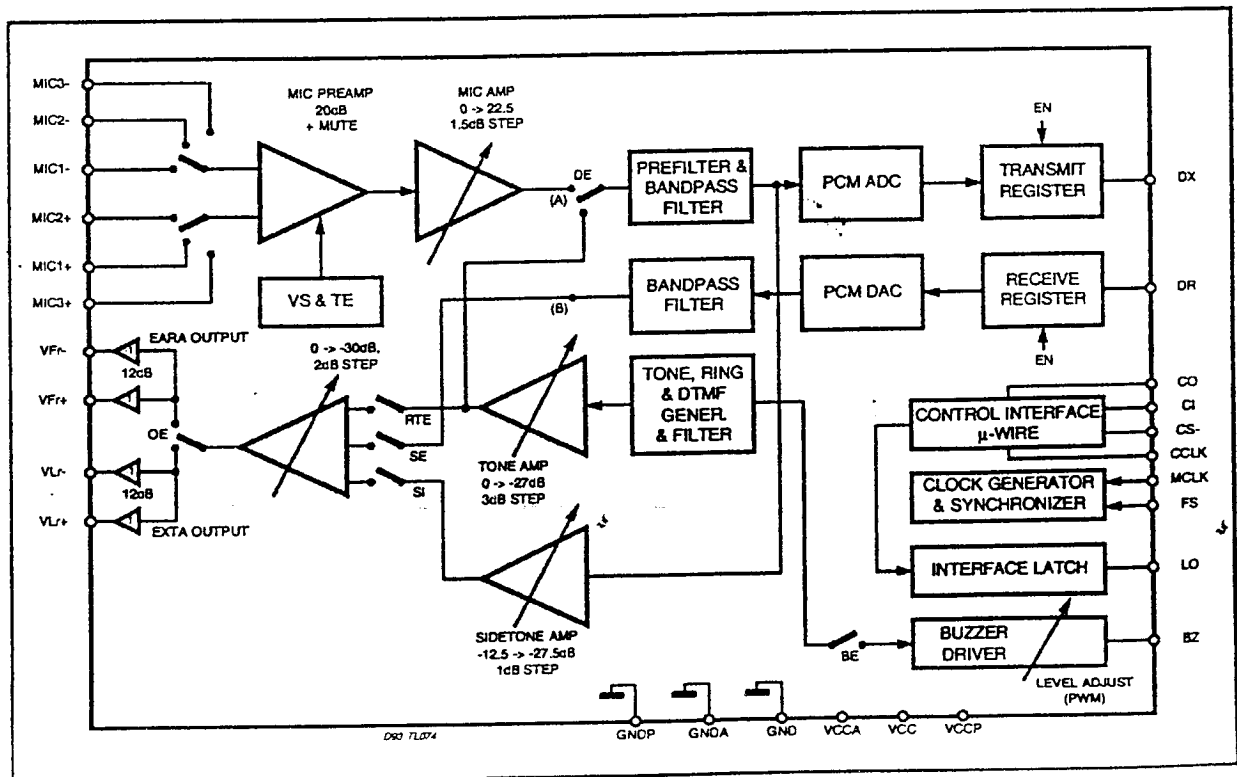 MIC3-
MIC2-
MIC1-
MIC2+
MIC1+
MIC3+
VFr-
VFr+
VLr-
VLr+
MIC PREAMP
20dB
+ MUTE
MIC AMP
0 -> 22.5
1.5dB STEP
VS & TE
DE
(A)
(B)
PREFILTER &
BANDPASS
FILTER
PCM ADC
EN
TRANSMIT
REGISTER
DX
BANDPASS
FILTER
PCM DAC
RECEIVE
REGISTER
EN
DR
EARA OUTPUT
12dB
OE
12dB
EXTA OUTPUT
0 -> -30dB,
2dB STEP
RTE
SE
SI
TONE AMP
0 -> -27dB
3dB STEP
TONE, RING
& DTMF
GENER.
& FILTER
SIDETONE AMP
-12.5 -> -27.5dB
1dB STEP
CONTROL INTERFACE
µ-WIRE
CO
CI
CS-
CCLK
CLOCK GENERATOR
& SYNCHRONIZER
MCLK
FS
INTERFACE LATCH
LO
BE
BUZZER
DRIVER
BZ
LEVEL ADJUST
(PWM)
GNDP
GNDA
GND
VCCA
VCC
VCCP
D93 TL074